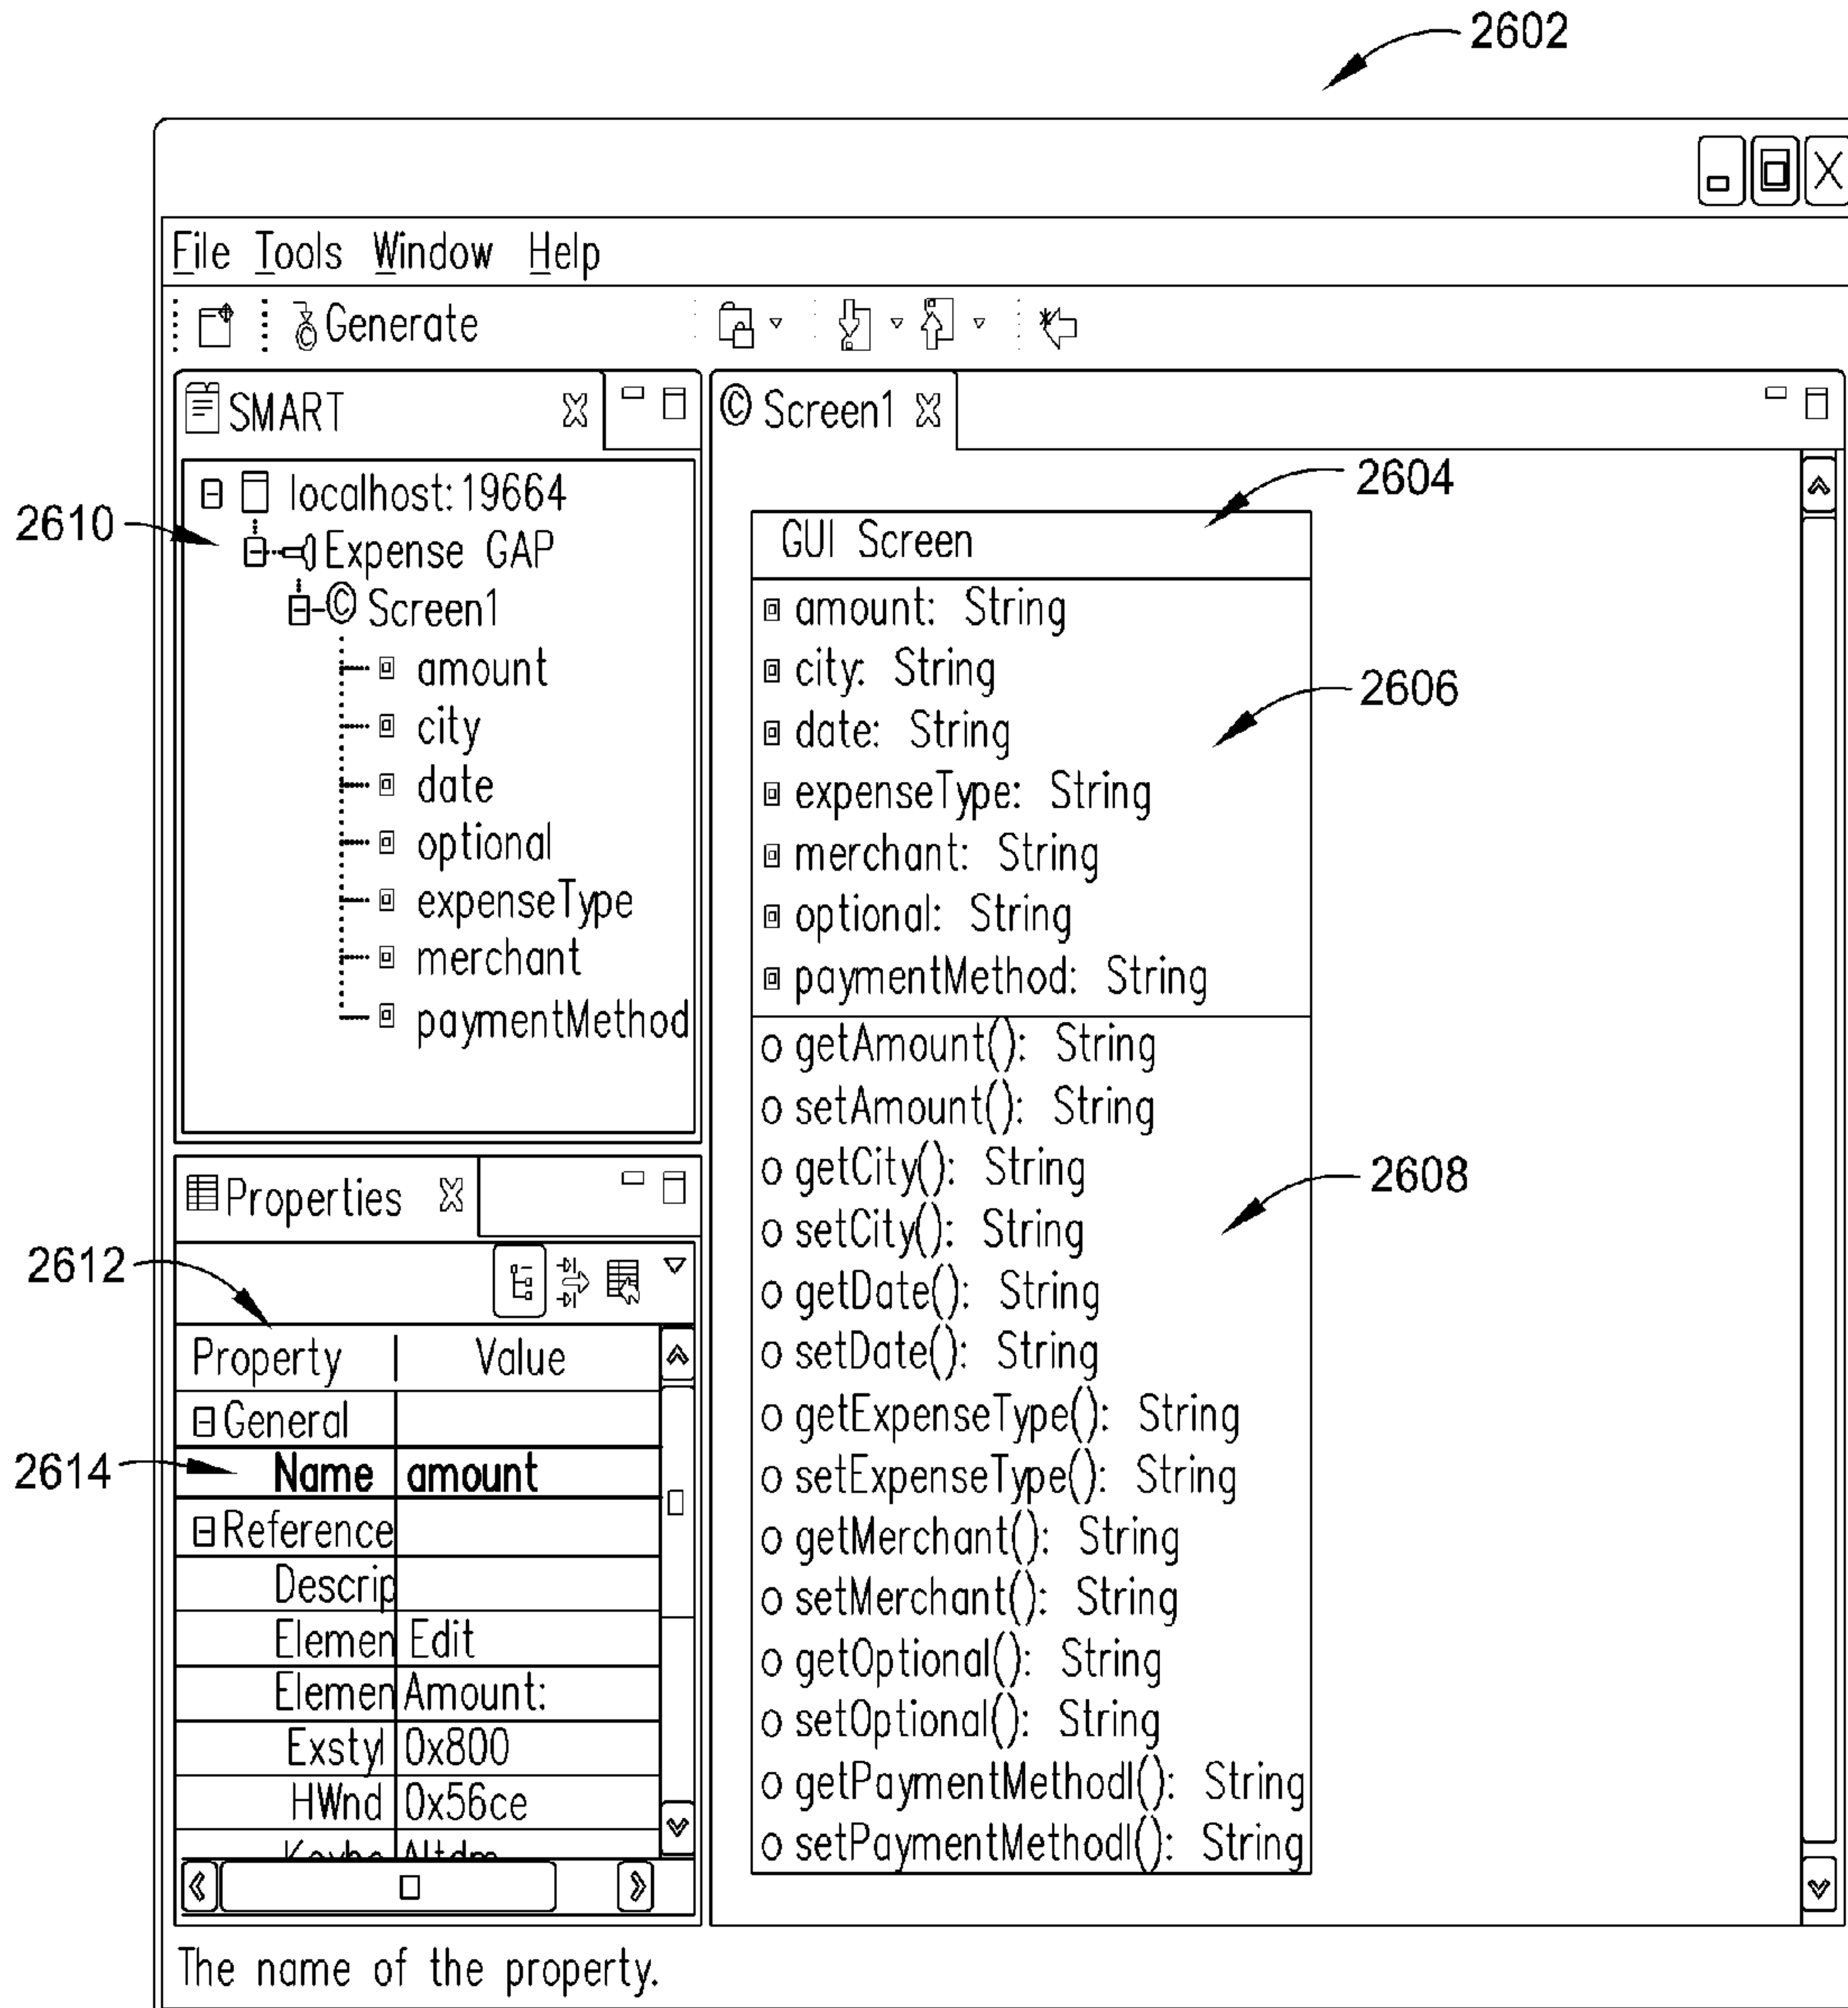 2602
File Tools Window Help
Generate
SMART
localhost:19664
2610
Expense GAP
Screen1
amount
city
date
optional
expenseType
merchant
paymentMethod
Properties
2612
Property Value
General
2614
Name amount
Reference
Descrip
Elemen Edit
Elemen Amount:
Exstyl 0x800
HWnd 0x56ce
© Screen1
2604
GUI Screen
amount: String
city: String
2606
date: String
expenseType: String
merchant: String
optional: String
paymentMethod: String
getAmount(): String
setAmount(): String
getCity(): String
2608
setCity(): String
getDate(): String
setDate(): String
getExpenseType(): String
setExpenseType(): String
getMerchant(): String
setMerchant(): String
getOptional(): String
setOptional(): String
getPaymentMethodl(): String
setPaymentMethodl(): String
The name of the property.